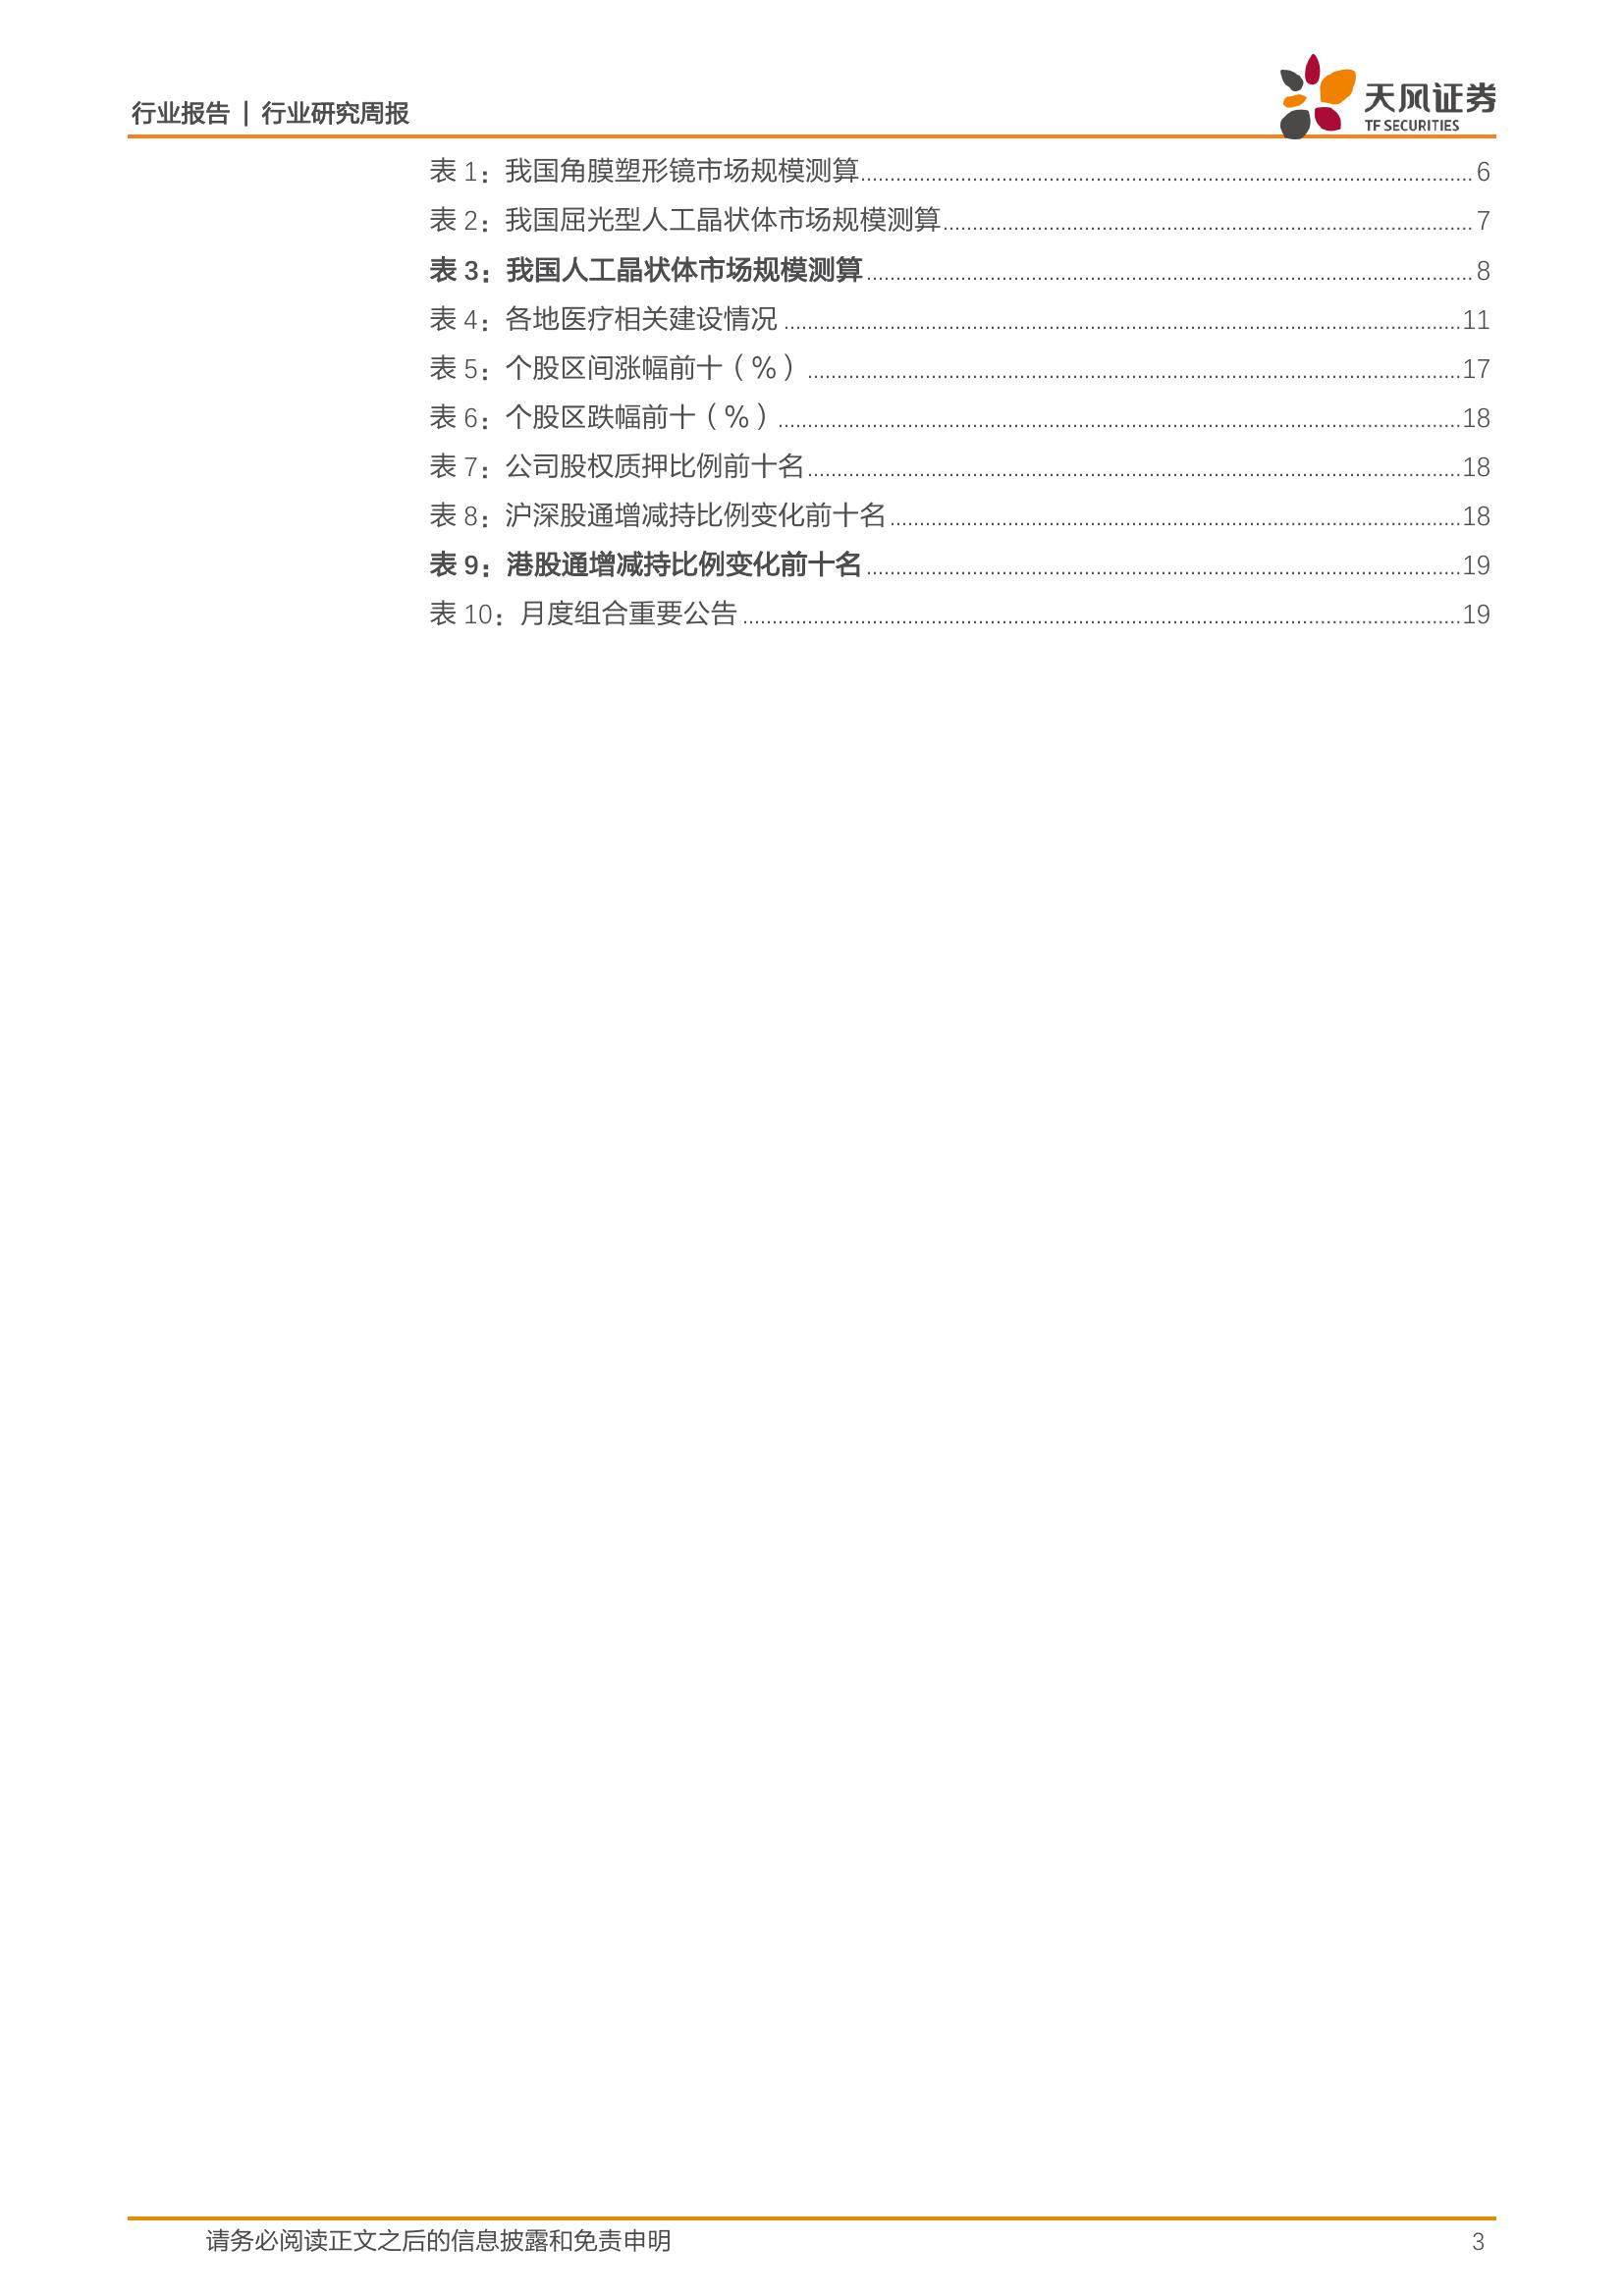 行业报告 | 行业研究周报
天风证券
TF SECURITIES
表 1：我国角膜塑形镜市场规模测算 6
表 2：我国屈光型人工晶状体市场规模测算 7
表 3：我国人工晶状体市场规模测算 8
表 4：各地医疗相关建设情况 11
表 5：个股区间涨幅前十（%） 17
表 6：个股区跌幅前十（%） 18
表 7：公司股权质押比例前十名 18
表 8：沪深股通增减持比例变化前十名 18
表 9：港股通增减持比例变化前十名 19
表 10：月度组合重要公告 19
请务必阅读正文之后的信息披露和免责申明 3